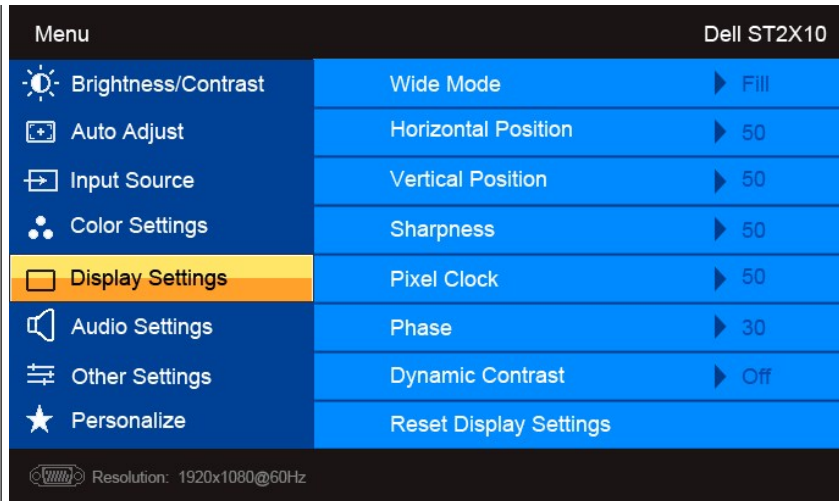 Menu Dell ST2X10
Brightness/Contrast Wide Mode Fill
Auto Adjust Horizontal Position 50
Input Source Vertical Position 50
Color Settings Sharpness 50
Display Settings Pixel Clock 50
Audio Settings Phase 30
Other Settings Dynamic Contrast Off
Personalize Reset Display Settings
Resolution: 1920x1080@60Hz